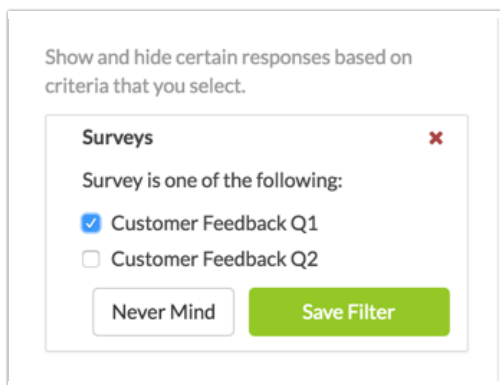 Show and hide certain responses based on
criteria that you select.
Surveys
Survey is one of the following:
Customer Feedback Q1
Customer Feedback Q2
Never Mind
Save Filter